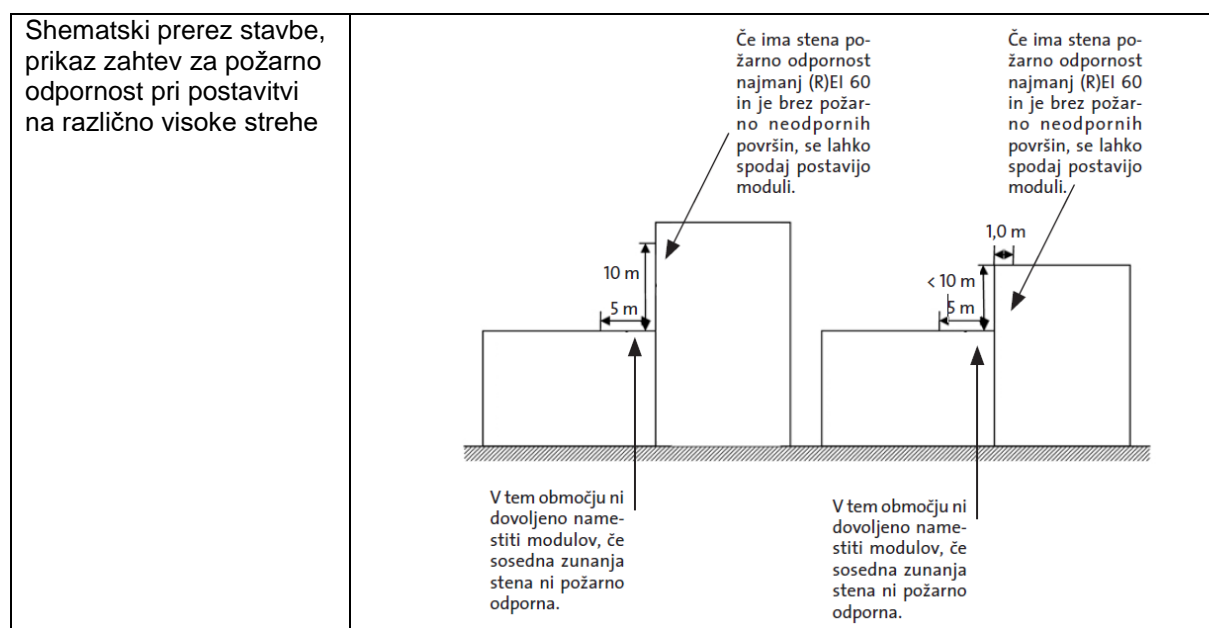 Shematski prerez stavbe,
prikaz zahtev za požarno
odpornost pri postavitvi
na različno visoke strehe
Če ima stena po-
žarno odpornost
najmanj (R)EI 60
in je brez požar-
no neodpornih
površin, se lahko
spodaj postavijo
moduli.
Če ima stena po-
žarno odpornost
najmanj (R)EI 60
in je brez požar-
no neodpornih
površin, se lahko
spodaj postavijo
moduli.
10 m
5 m
1,0 m
< 10 m
5 m
V tem območju ni
dovoljeno name-
stiti modulov, če
sosedna zunanja
stena ni požarno
odporna.
V tem območju ni
dovoljeno name-
stiti modulov, če
sosedna zunanja
stena ni požarno
odporna.